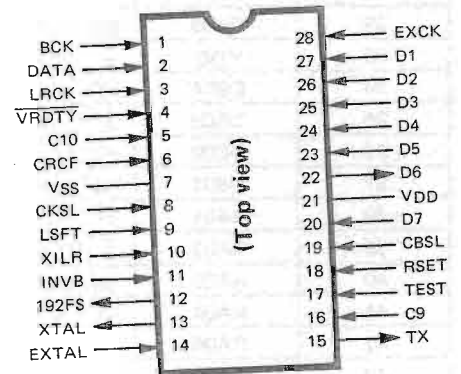 BCK 1 28 EXCK
DATA 2 27 D1
LRCK 3 26 D2
VRDTY 4 25 D3
C10 5 24 D4
CRCF 6 23 D5
VSS 7 22 D6
CKSL 8 21 VDD
LSFT 9 20 D7
XILR 10 19 CBSL
INVB 11 18 RSET
192FS 12 17 TEST
XTAL 13 16 C9
EXTAL 14 15 TX
(Top view)